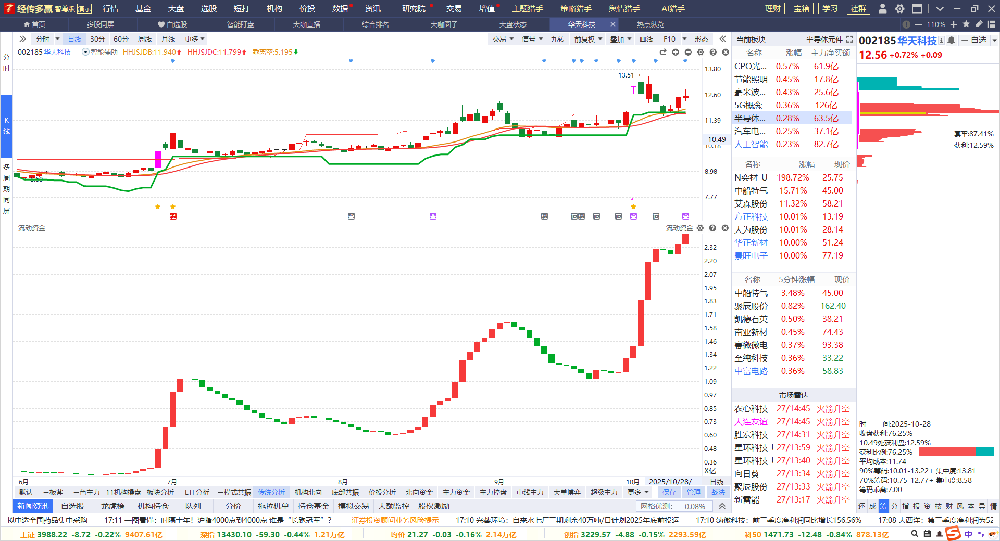 经传多赢 智尊版 演示 行情 基金 大盘 选股 短打 机构 价投 数据 资讯 研究院 交易 增值 主题猎手 策略猎手 舆情猎手 AI猎手 理财 宝箱 学习 社群
首页 多股同屏 自选股 智能盯盘 大咖直播 综合排名 大咖圈子 大盘状态 华天科技 热点纵览 110%
分时 日线 30分 60分 周线 月线 更多 交易 信号 九转 前复权 叠加 画线 F10 形态
分时
K线
多周期同屏
002185 华天科技 智能辅助 HHJSJDB:11.940 HHJSJDC:11.799 乖离率:5.195
13.51
8.60
13.80
12.60
11.39
10.49
10.18
8.98
7.77
经 登 登 经 它 经 它 它 登 它 登
流动资金 流动资金
2.32
2.20
2.07
1.95
1.83
1.71
1.58
1.46
1.34
1.22
1.09
0.97
0.85
0.73
0.60
0.48
0.36
X亿
6月 7月 8月 9月 10月 2025/10/28/二 日线
默认 三板斧 三色主力 11机构操盘 板块分析 ETF分析 三模式共振 传统分析 机构北向 底部共振 价投分析 北向资金 主力资金 主力控盘 中线主力 大单博弈 超级主力 更多 保存 管理 战法
新闻资讯 自选股 龙虎榜 机构持仓 队列 分价 拖拉机单 持仓基金 模拟交易 大额监控 股权激励 网格优测: -0.08%
当前板块 半导体元件
名称 涨幅 主力净买额
CPO光... 0.57% 61.9亿
节能照明 0.45% 17.8亿
毫米波... 0.43% 25.6亿
5G概念 0.36% 126亿
半导体... 0.28% 63.5亿
汽车电... 0.25% 37.1亿
人工智能 0.23% 82.7亿
名称 涨幅 现价
N奕材-U 198.72% 25.75
中船特气 15.71% 45.00
艾森股份 11.32% 58.21
方正科技 10.01% 13.19
大为股份 10.01% 28.14
华正新材 10.00% 51.24
景旺电子 10.00% 77.19
名称 5分钟涨幅 现价
中船特气 3.48% 45.00
聚辰股份 0.82% 162.40
凯德石英 0.50% 38.21
南亚新材 0.45% 74.43
赛微微电 0.37% 93.38
至纯科技 0.36% 33.22
中富电路 0.36% 58.83
市场雷达
农心科技 27/14:45 火箭升空
大连友谊 27/14:45 火箭升空
胜宏科技 27/14:31 火箭升空
星环科技-U 27/13:59 火箭升空
星环科技-U 27/13:40 火箭升空
向日葵 27/13:34 火箭升空
聚辰股份 27/13:33 火箭升空
新雷能 27/13:17 火箭升空
002185 华天科技 自选
12.56 +0.72% +0.09
套牢:87.41%
获利:12.59%
时 间:2025-10-28
收盘获利:76.25%
10.49处获利盘:12.59%
获利比例:76.25%
平均成本:11.74
90%筹码:10.01-13.22+ 集中度:13.81
70%筹码:10.75-12.77+ 集中度:8.58
筹码乖离:7.00
还 成 筹 分 指 报 资 技 财 风 本 异 情
拟中选全国药品集中采购 17:11 一图看懂：时隔十年！沪指4000点到4000点 谁是“长跑冠军”？ 证券投资顾问业务风险提示 17:10 兴蓉环境：自来水七厂三期剩余40万吨/日计划2025年底前投运 17:10 纳微科技：前三季度净利润同比增长156.56% 17:08 大西洋：第三季度净利润为52
上证 3988.22 -8.72 -0.22% 9407.61亿 深指 13430.10 -59.30 -0.44% 1.21万亿 均价 21.27 -0.03 -0.16% 2.14万亿 创指 3229.57 -4.88 -0.15% 2293.59亿 科50 1471.73 -12.48 -0.84% 878.13亿 中